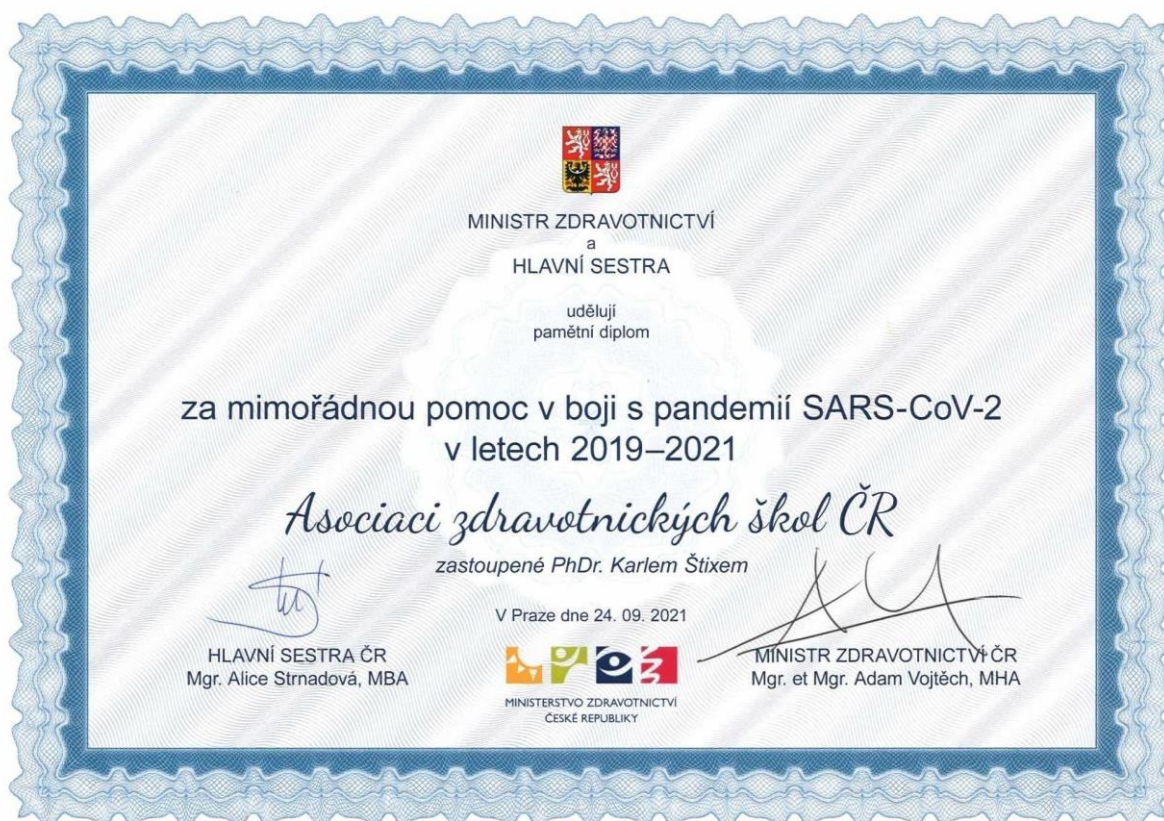 MINISTR ZDRAVOTNICTVÍ
a
HLAVNÍ SESTRA
udělují
pamětní diplom
za mimořádnou pomoc v boji s pandemií SARS-CoV-2
v letech 2019–2021
Asociaci zdravotnických škol ČR
zastoupené PhDr. Karlem Štixem
V Praze dne 24. 09. 2021
HLAVNÍ SESTRA ČR
Mgr. Alice Strnadová, MBA
MINISTERSTVO ZDRAVOTNICTVÍ
ČESKÉ REPUBLIKY
MINISTR ZDRAVOTNICTVÍ ČR
Mgr. et Mgr. Adam Vojtěch, MHA